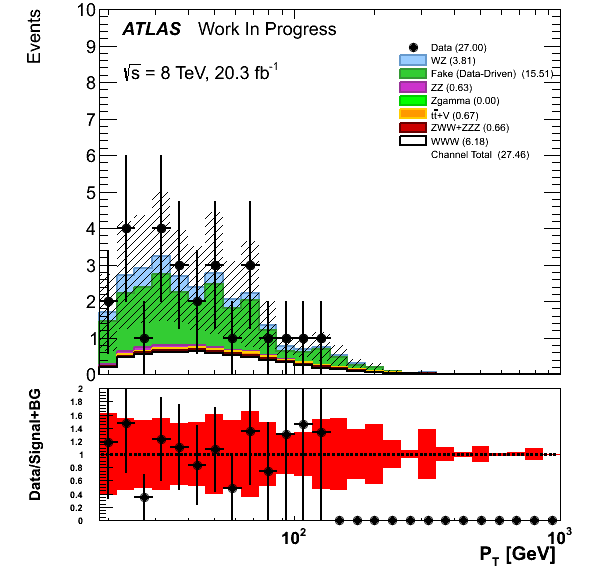 Events
10
9
8
7
6
5
4
3
2
1
0
ATLAS Work In Progress
√s = 8 TeV, 20.3 fb⁻¹
Data (27.00)
WZ (3.81)
Fake (Data-Driven) (15.51)
ZZ (0.63)
Zgamma (0.00)
tt̄+V (0.67)
ZWW+ZZZ (0.66)
WWW (6.18)
Channel Total (27.46)
Data/Signal+BG
2
1.8
1.6
1.4
1.2
1
0.8
0.6
0.4
0.2
0
10² 10³
P_T [GeV]